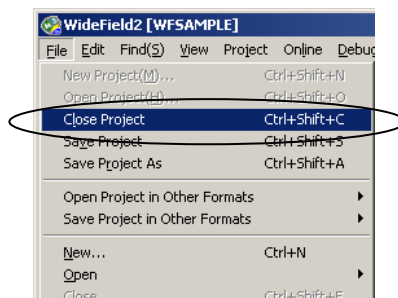 WideField2 [WFSAMPLE]
File Edit Find(S) View Project Online Debug
New Project(M)... Ctrl+Shift+N
Open Project(H)... Ctrl+Shift+O
Close Project Ctrl+Shift+C
Save Project Ctrl+Shift+S
Save Project As Ctrl+Shift+A
Open Project in Other Formats
Save Project in Other Formats
New... Ctrl+N
Open
Close Ctrl+Shift+F